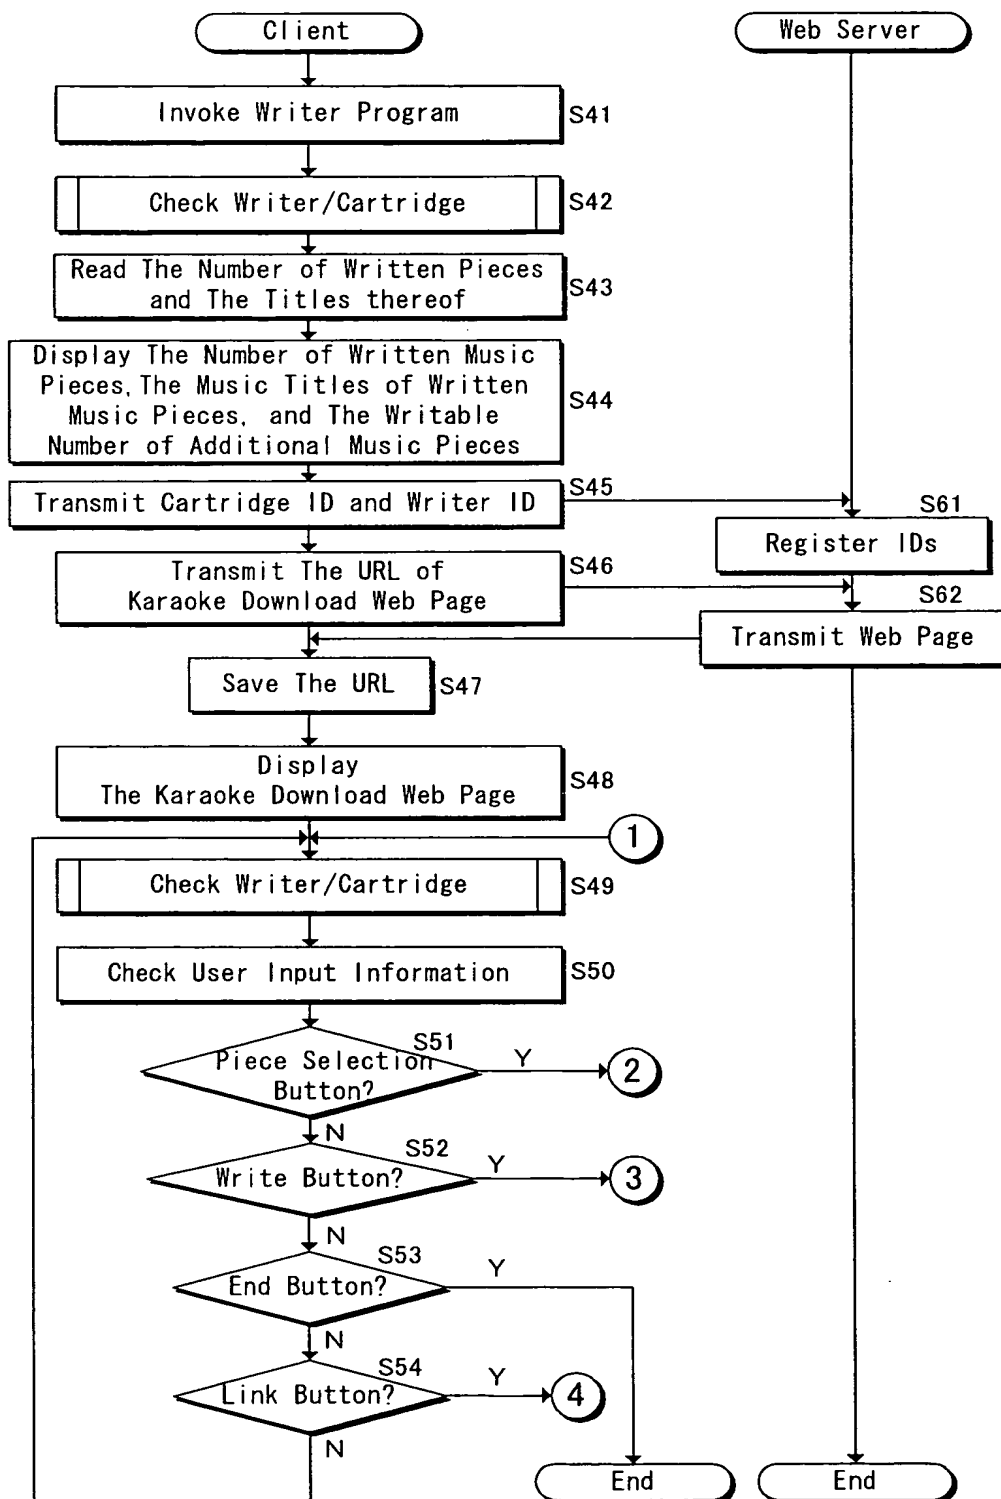 Client
Web Server
Invoke Writer Program
S41
Check Writer/Cartridge
S42
Read The Number of Written Pieces
and The Titles thereof
S43
Display The Number of Written Music
Pieces, The Music Titles of Written
Music Pieces, and The Writable
Number of Additional Music Pieces
S44
Transmit Cartridge ID and Writer ID
S45
S61
Register IDs
Transmit The URL of
Karaoke Download Web Page
S46
S62
Transmit Web Page
Save The URL
S47
Display
The Karaoke Download Web Page
S48
1
Check Writer/Cartridge
S49
Check User Input Information
S50
S51
Piece Selection
Button?
Y
2
N
S52
Write Button?
Y
3
N
S53
End Button?
Y
N
S54
Link Button?
Y
4
N
End
End